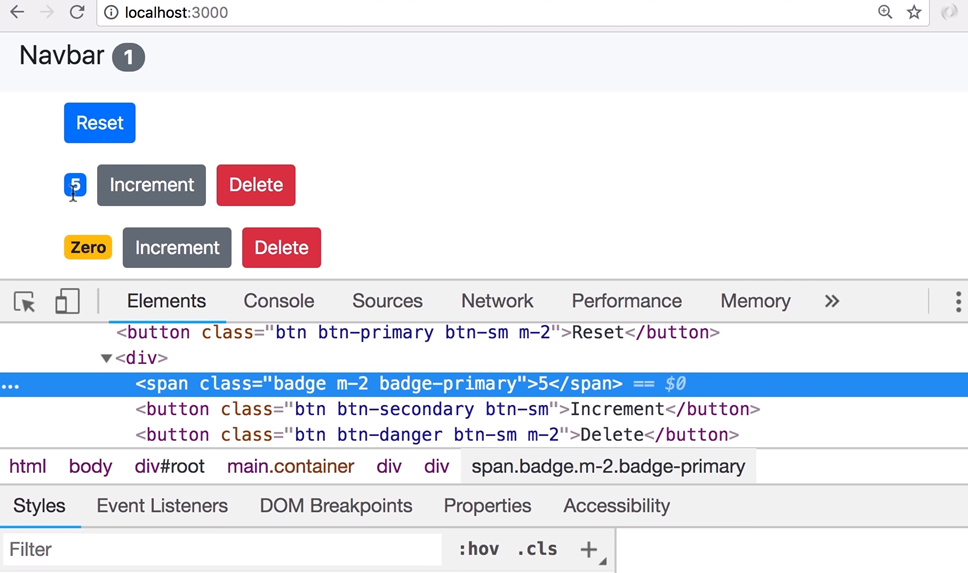 localhost:3000
Navbar 1
Reset
5 Increment Delete
Zero Increment Delete
Elements Console Sources Network Performance Memory »
<button class="btn btn-primary btn-sm m-2">Reset</button>
▼<div>
... <span class="badge m-2 badge-primary">5</span> == $0
<button class="btn btn-secondary btn-sm">Increment</button>
<button class="btn btn-danger btn-sm m-2">Delete</button>
html body div#root main.container div div span.badge.m-2.badge-primary
Styles Event Listeners DOM Breakpoints Properties Accessibility
Filter :hov .cls +